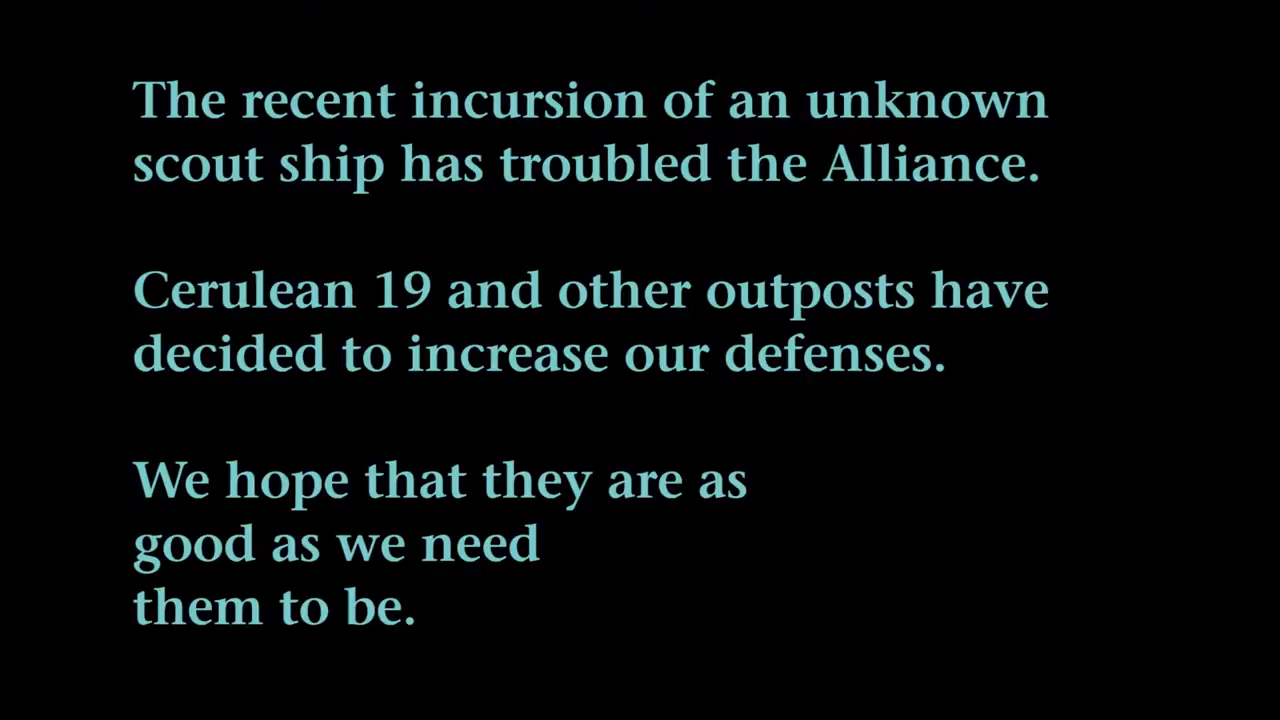 The recent incursion of an unknown
scout ship has troubled the Alliance.
Cerulean 19 and other outposts have
decided to increase our defenses.
We hope that they are as
good as we need
them to be.